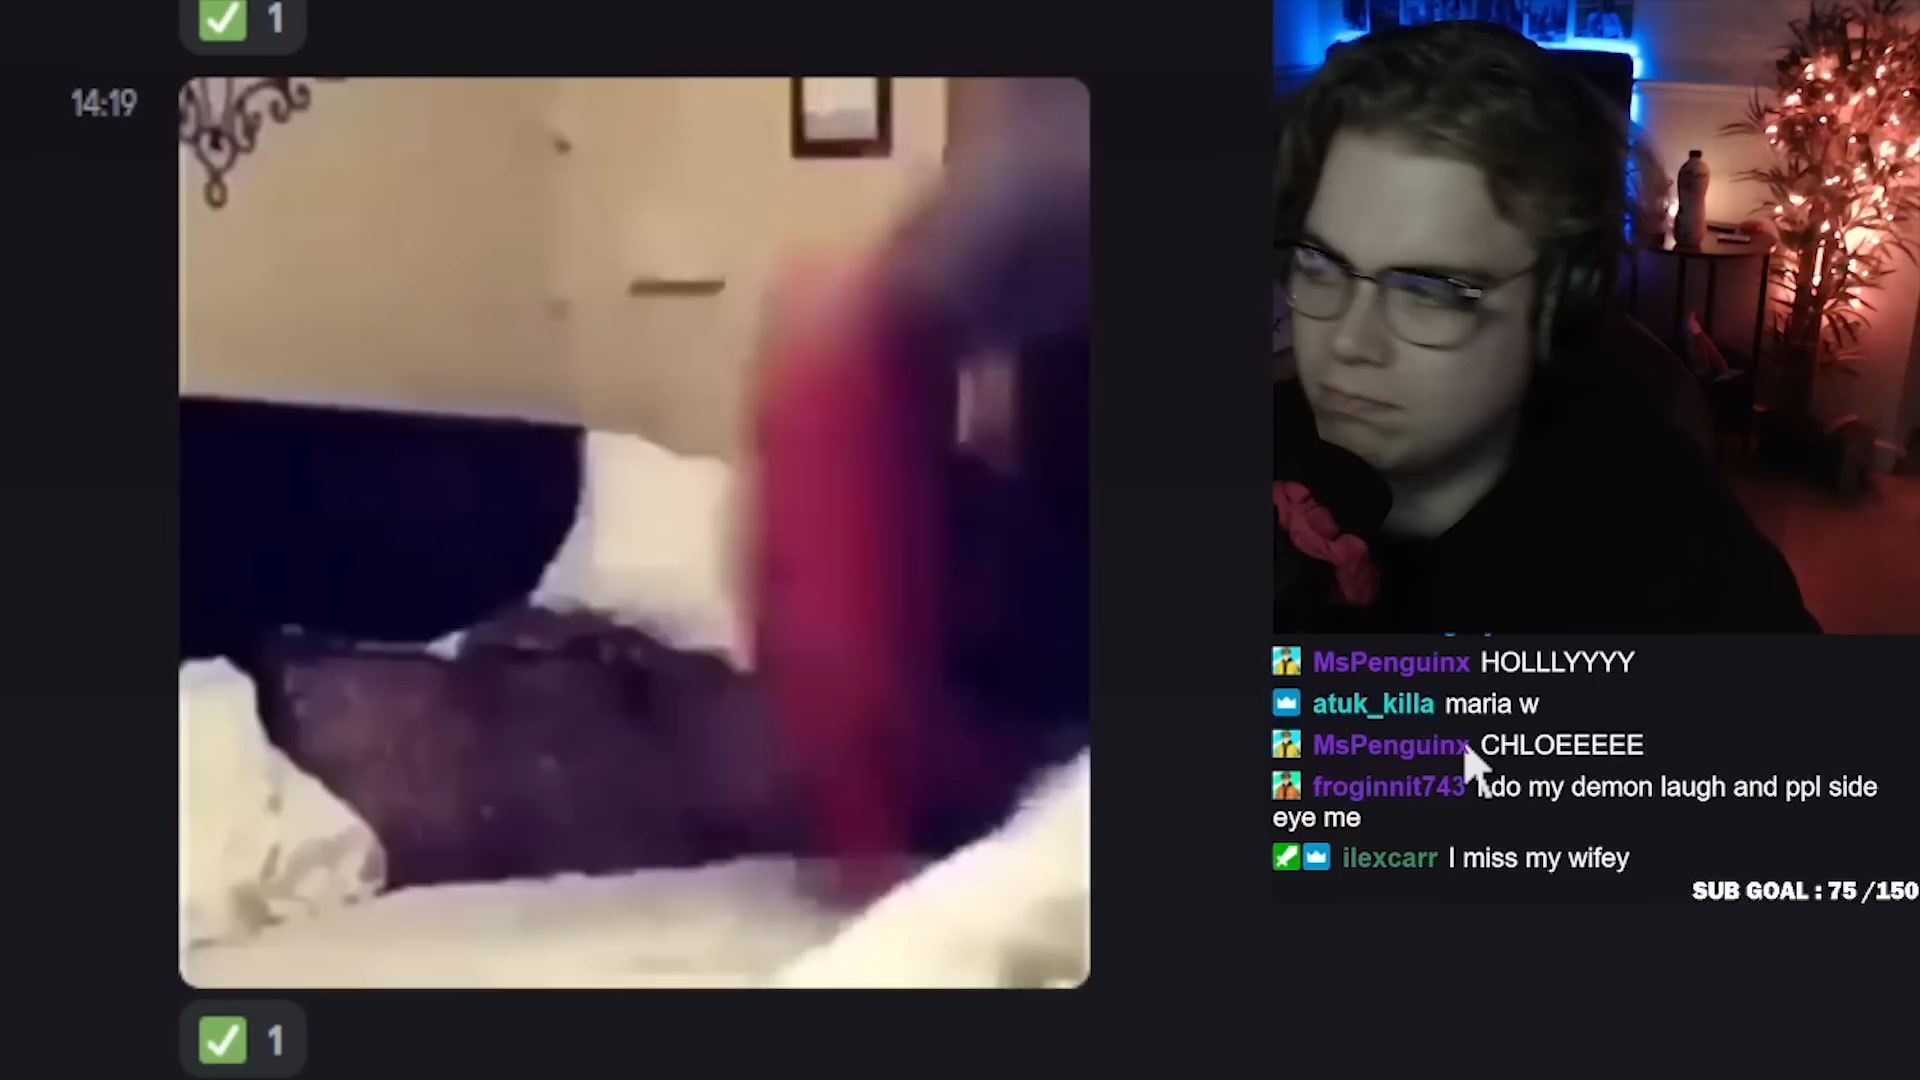 1
14:19
MsPenguinx HOLLLYYYY
atuk_killa maria w
MsPenguinx CHLOEEEEE
froginnit743 I do my demon laugh and ppl side
eye me
ilexcarr I miss my wifey
SUB GOAL : 75 /150
1